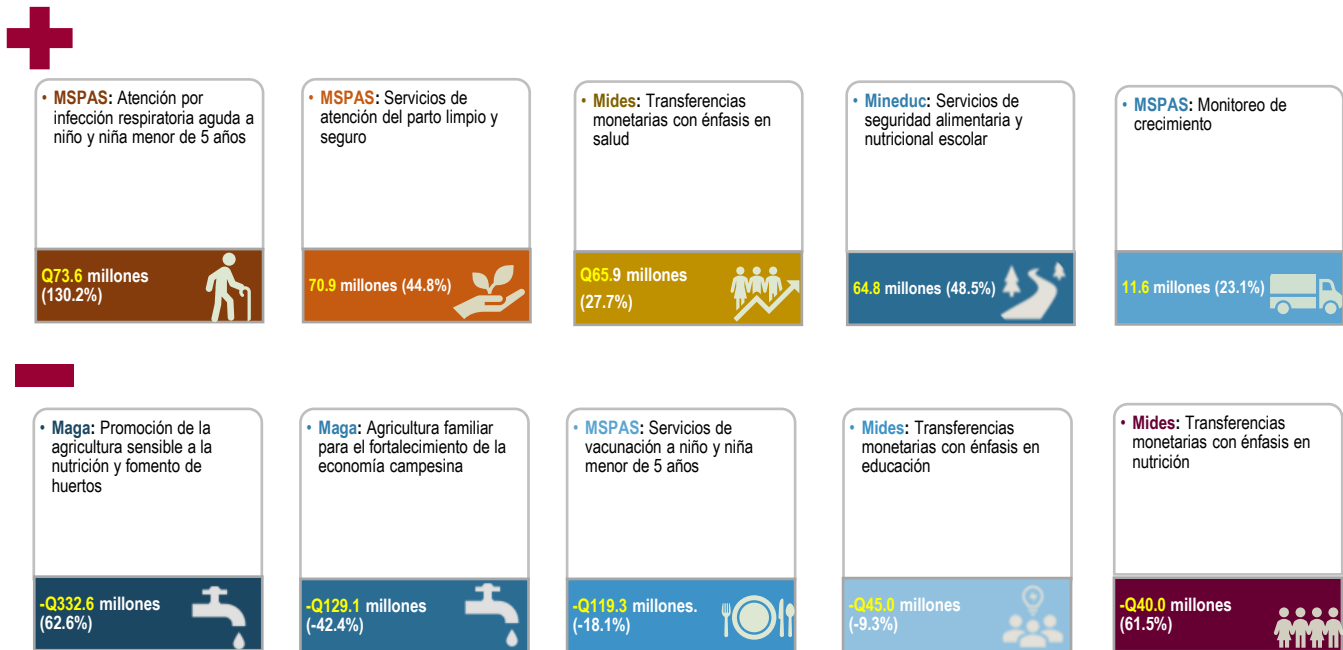 • MSPAS: Atención por
infección respiratoria aguda a
niño y niña menor de 5 años
Q73.6 millones
(130.2%)
• MSPAS: Servicios de
atención del parto limpio y
seguro
70.9 millones (44.8%)
• Mides: Transferencias
monetarias con énfasis en
salud
Q65.9 millones
(27.7%)
• Mineduc: Servicios de
seguridad alimentaria y
nutricional escolar
64.8 millones (48.5%)
• MSPAS: Monitoreo de
crecimiento
11.6 millones (23.1%)
• Maga: Promoción de la
agricultura sensible a la
nutrición y fomento de
huertos
-Q332.6 millones
(62.6%)
• Maga: Agricultura familiar
para el fortalecimiento de la
economía campesina
-Q129.1 millones
(-42.4%)
• MSPAS: Servicios de
vacunación a niño y niña
menor de 5 años
-Q119.3 millones.
(-18.1%)
• Mides: Transferencias
monetarias con énfasis en
educación
-Q45.0 millones
(-9.3%)
• Mides: Transferencias
monetarias con énfasis en
nutrición
-Q40.0 millones
(61.5%)